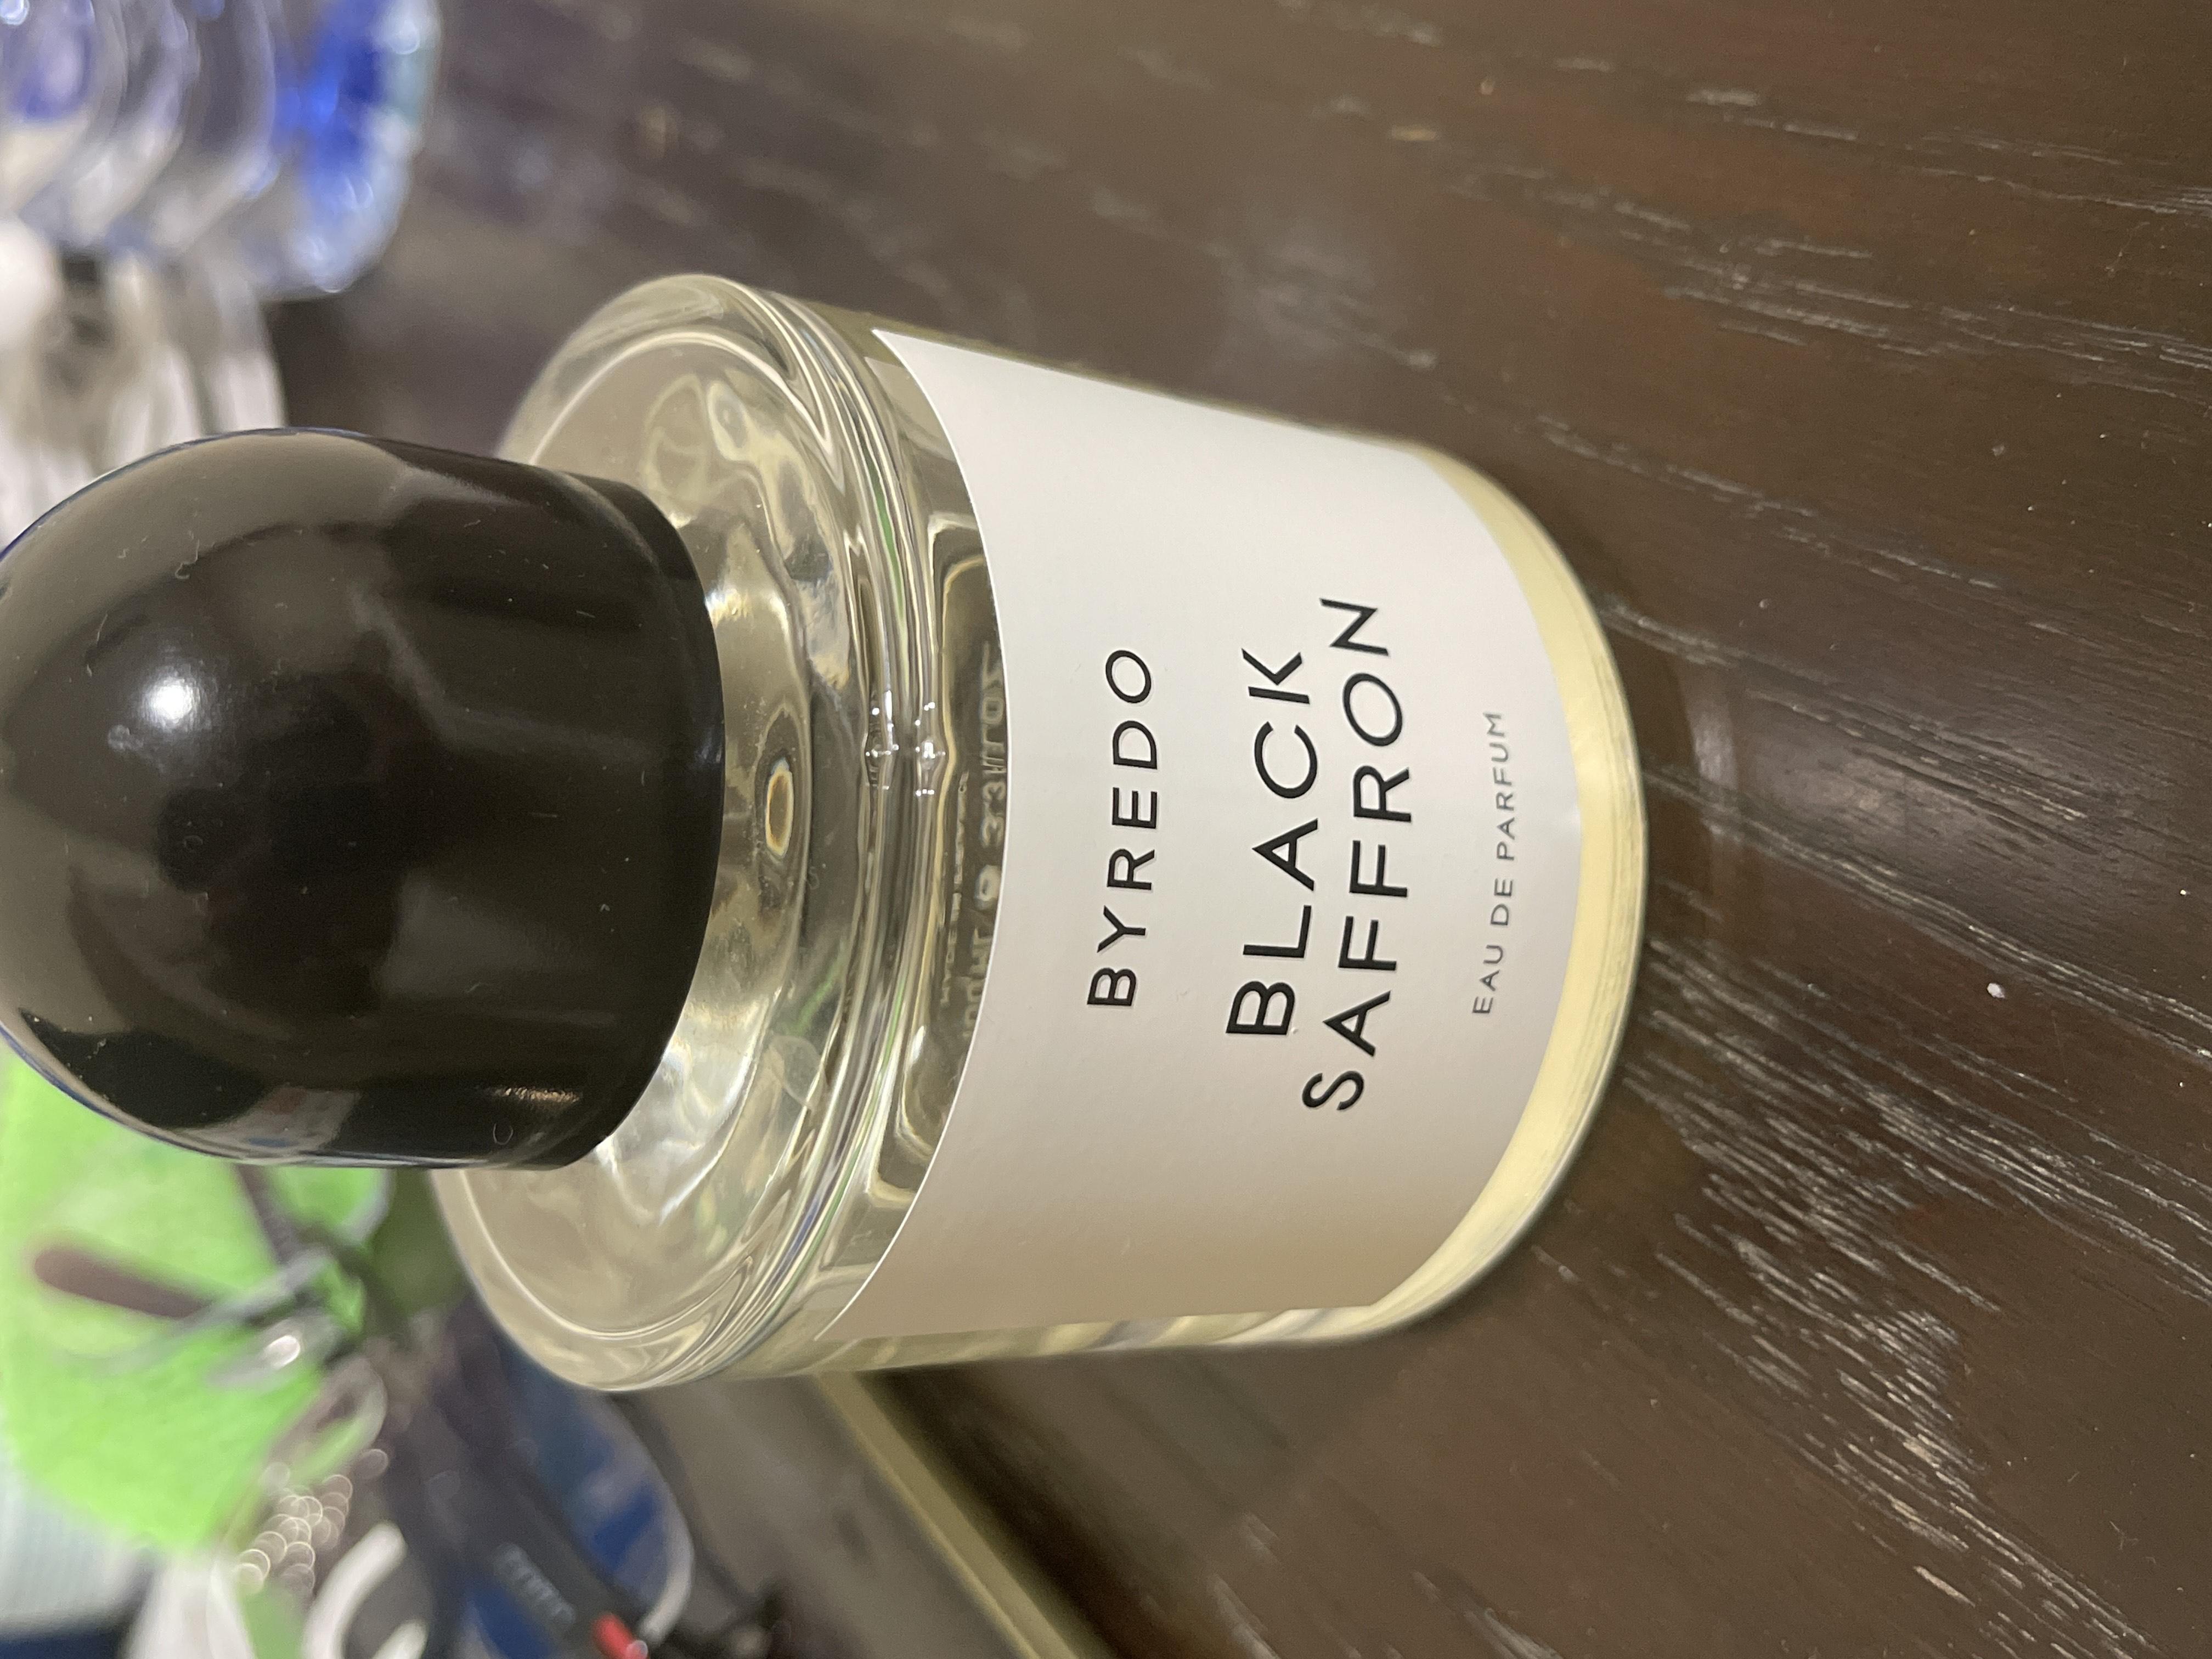 BYREDO
BLACK
SAFFRON
EAU DE PARFUM